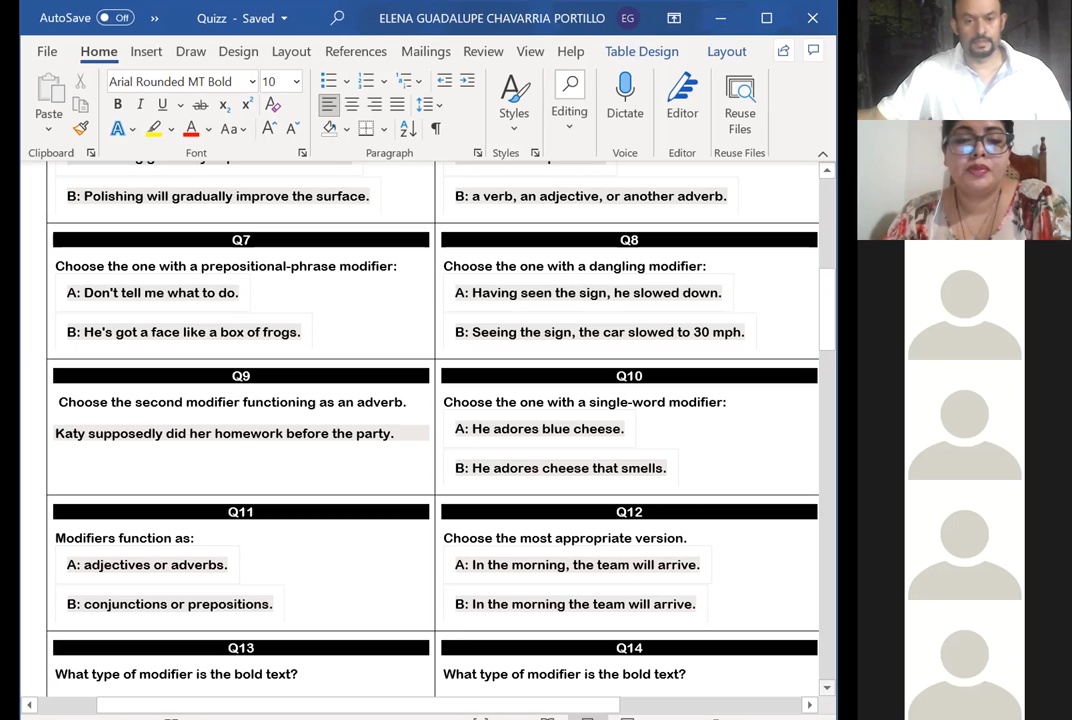 AutoSave Off Quizz - Saved ELENA GUADALUPE CHAVARRIA PORTILLO EG
File Home Insert Draw Design Layout References Mailings Review View Help Table Design Layout
Arial Rounded MT Bold 10
Paste Styles Editing Dictate Editor Reuse Files
Clipboard Font Paragraph Styles Voice Editor Reuse Files
B: Polishing will gradually improve the surface.
B: a verb, an adjective, or another adverb.
Q7
Choose the one with a prepositional-phrase modifier:
A: Don't tell me what to do.
B: He's got a face like a box of frogs.
Q8
Choose the one with a dangling modifier:
A: Having seen the sign, he slowed down.
B: Seeing the sign, the car slowed to 30 mph.
Q9
Choose the second modifier functioning as an adverb.
Katy supposedly did her homework before the party.
Q10
Choose the one with a single-word modifier:
A: He adores blue cheese.
B: He adores cheese that smells.
Q11
Modifiers function as:
A: adjectives or adverbs.
B: conjunctions or prepositions.
Q12
Choose the most appropriate version.
A: In the morning, the team will arrive.
B: In the morning the team will arrive.
Q13
What type of modifier is the bold text?
Q14
What type of modifier is the bold text?